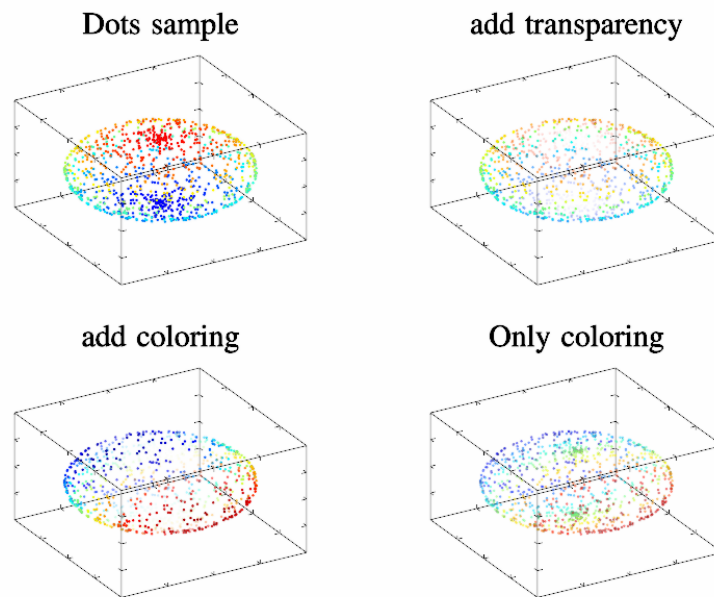 Dots sample
add transparency
add coloring
Only coloring